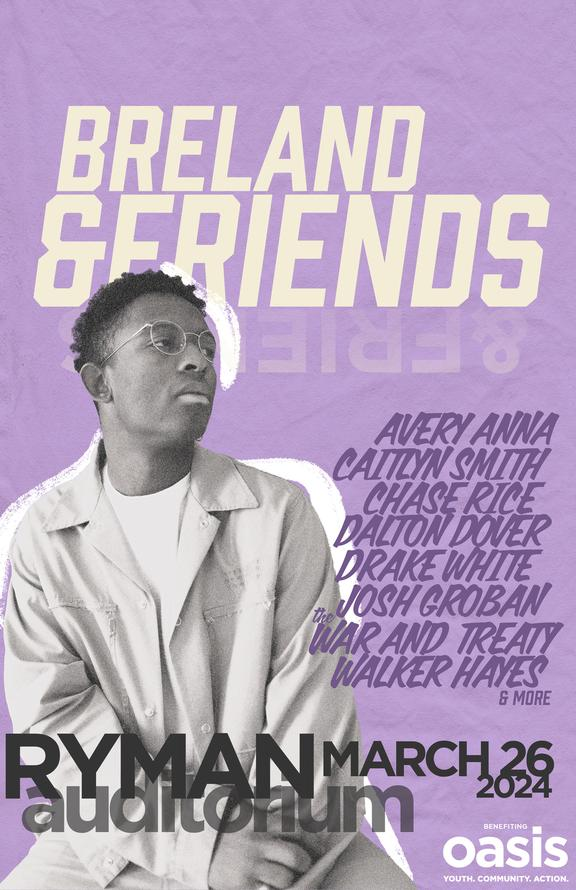 BRELAND
&FRIENDS
&FRIENDS
AVERY ANNA
CAITLYN SMITH
CHASE RICE
DALTON DOVER
DRAKE WHITE
JOSH GROBAN
the WAR AND TREATY
WALKER HAYES
& MORE
RYMAN
auditorium
MARCH 26
2024
BENEFITING
oasis
YOUTH. COMMUNITY. ACTION.